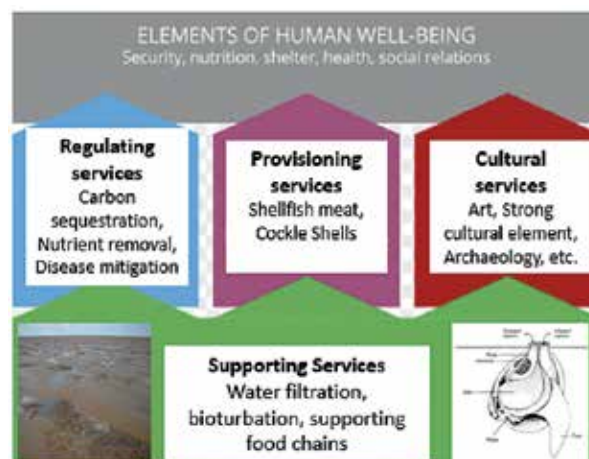 ELEMENTS OF HUMAN WELL-BEING
Security, nutrition, shelter, health, social relations
Regulating
services
Carbon
sequestration,
Nutrient removal,
Disease mitigation
Provisioning
services
Shellfish meat,
Cockle Shells
Cultural
services
Art, Strong
cultural element,
Archaeology, etc.
Supporting Services
Water filtration,
bioturbation, supporting
food chains